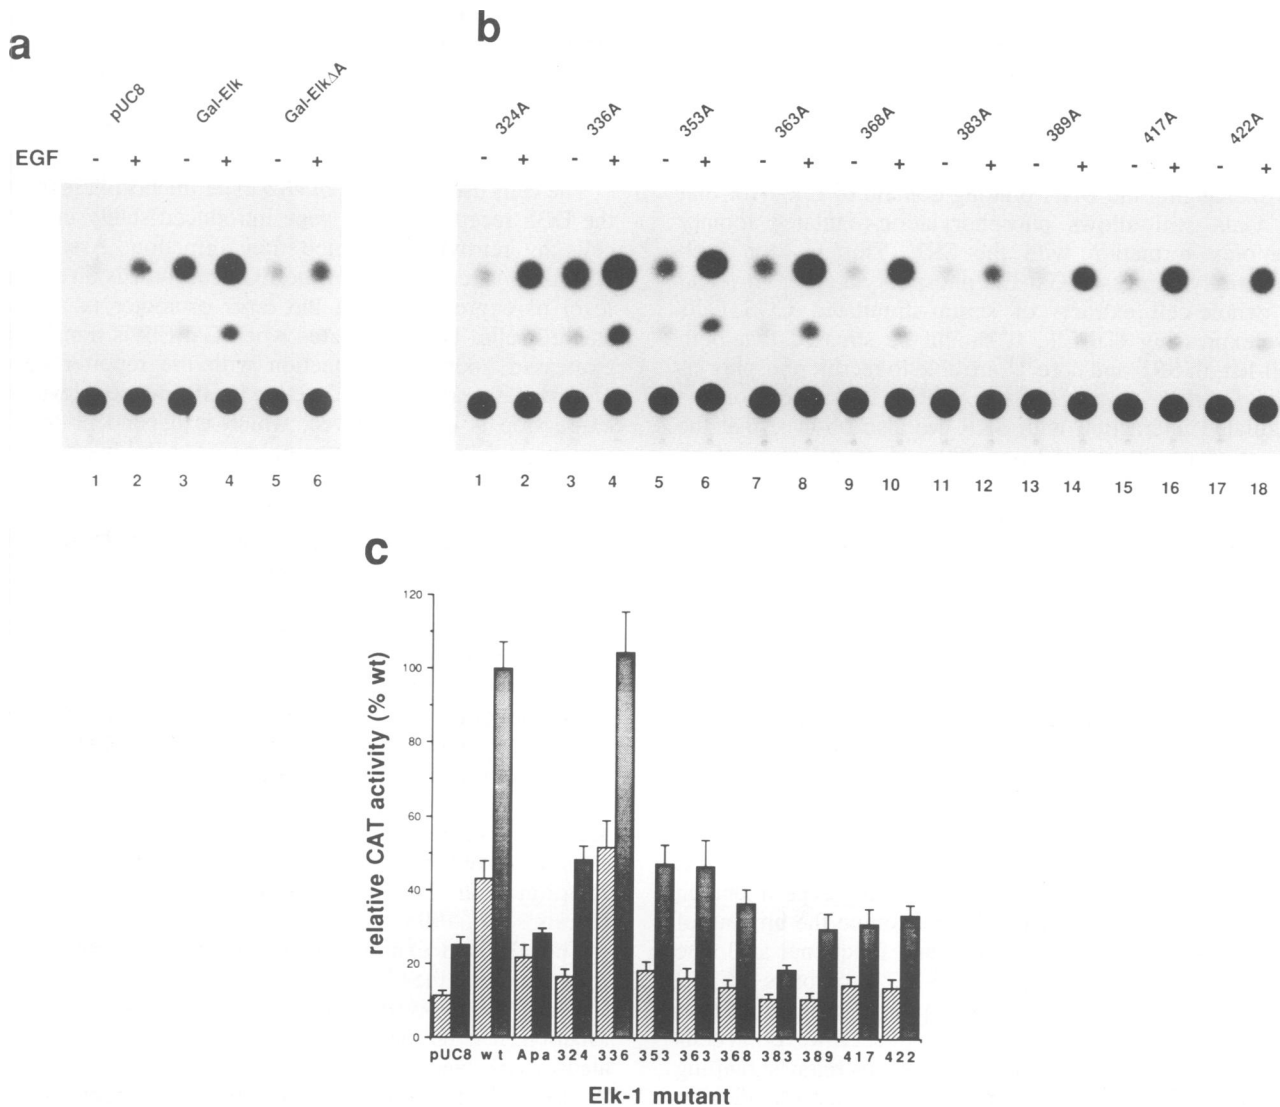 a
pUC8 Gal-Elk Gal-ElkΔA
EGF - + - + - +
1 2 3 4 5 6
b
324A 336A 353A 363A 368A 383A 389A 417A 422A
- + - + - + - + - + - + - + - + - +
1 2 3 4 5 6 7 8 9 10 11 12 13 14 15 16 17 18
c
120
100
80
60
40
20
0
relative CAT activity (% wt)
pUC8 wt Apa 324 336 353 363 368 383 389 417 422
Elk-1 mutant